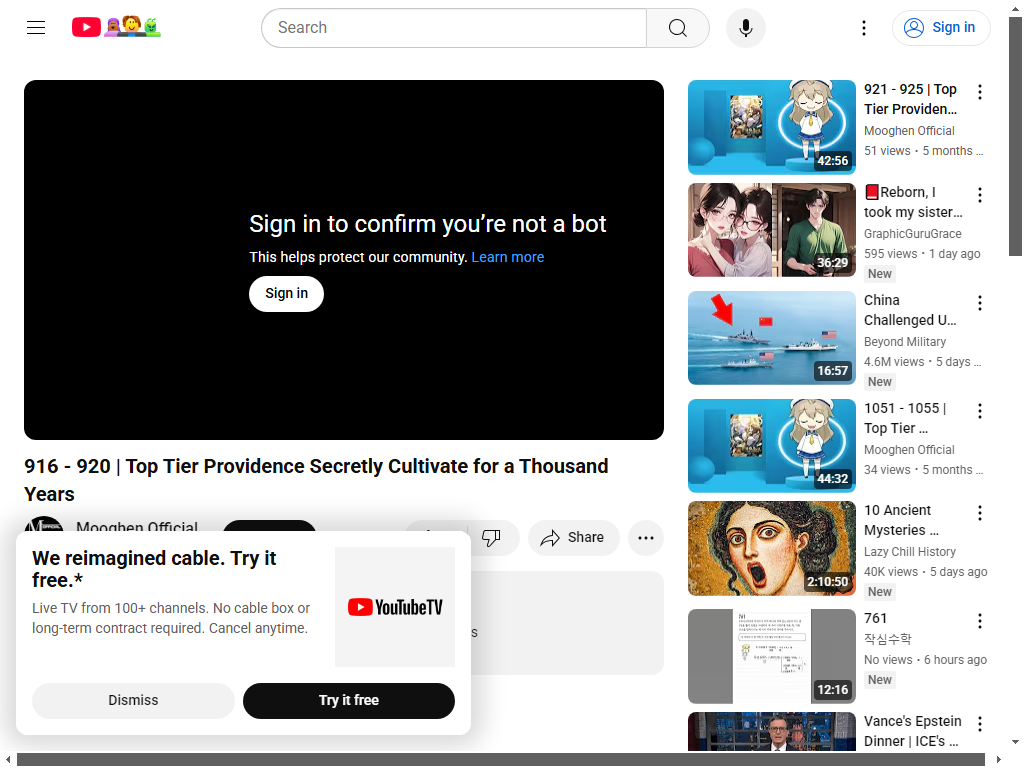 Search
Sign in
Sign in to confirm you’re not a bot
This helps protect our community. Learn more
Sign in
916 - 920 | Top Tier Providence Secretly Cultivate for a Thousand
Years
Mooghen Official
Share
We reimagined cable. Try it
free.*
Live TV from 100+ channels. No cable box or
long-term contract required. Cancel anytime.
YouTubeTV
Dismiss
Try it free
42:56
921 - 925 | Top
Tier Providen…
Mooghen Official
51 views • 5 months …
36:29
📕Reborn, I
took my sister…
GraphicGuruGrace
595 views • 1 day ago
New
16:57
China
Challenged U…
Beyond Military
4.6M views • 5 days …
New
44:32
1051 - 1055 |
Top Tier …
Mooghen Official
34 views • 5 months …
2:10:50
10 Ancient
Mysteries …
Lazy Chill History
40K views • 5 days ago
New
12:16
761
작심수학
No views • 6 hours ago
New
Vance's Epstein
Dinner | ICE's …